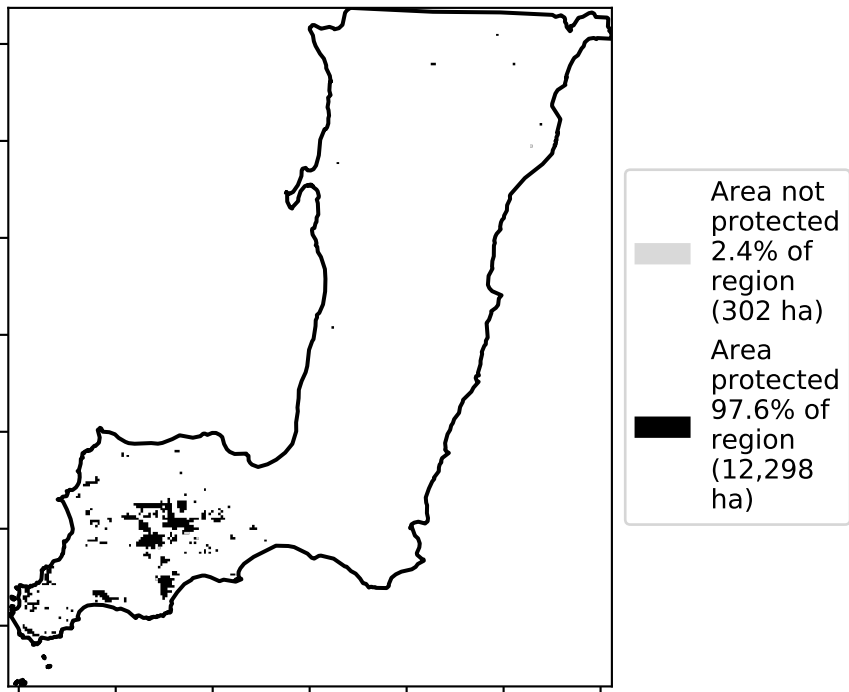 Area not
protected
2.4% of
region
(302 ha)
Area
protected
97.6% of
region
(12,298
ha)